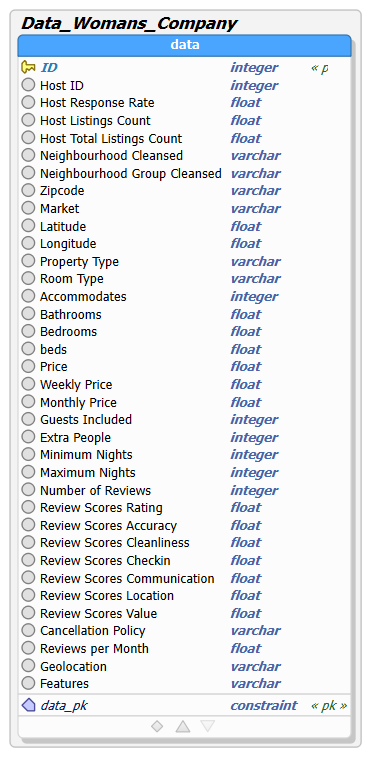 Data_Womans_Company
data
ID integer « p
Host ID integer
Host Response Rate float
Host Listings Count float
Host Total Listings Count float
Neighbourhood Cleansed varchar
Neighbourhood Group Cleansed varchar
Zipcode varchar
Market varchar
Latitude float
Longitude float
Property Type varchar
Room Type varchar
Accommodates integer
Bathrooms float
Bedrooms float
beds float
Price float
Weekly Price float
Monthly Price float
Guests Included integer
Extra People integer
Minimum Nights integer
Maximum Nights integer
Number of Reviews integer
Review Scores Rating float
Review Scores Accuracy float
Review Scores Cleanliness float
Review Scores Checkin float
Review Scores Communication float
Review Scores Location float
Review Scores Value float
Cancellation Policy varchar
Reviews per Month float
Geolocation varchar
Features varchar
data_pk constraint « pk »